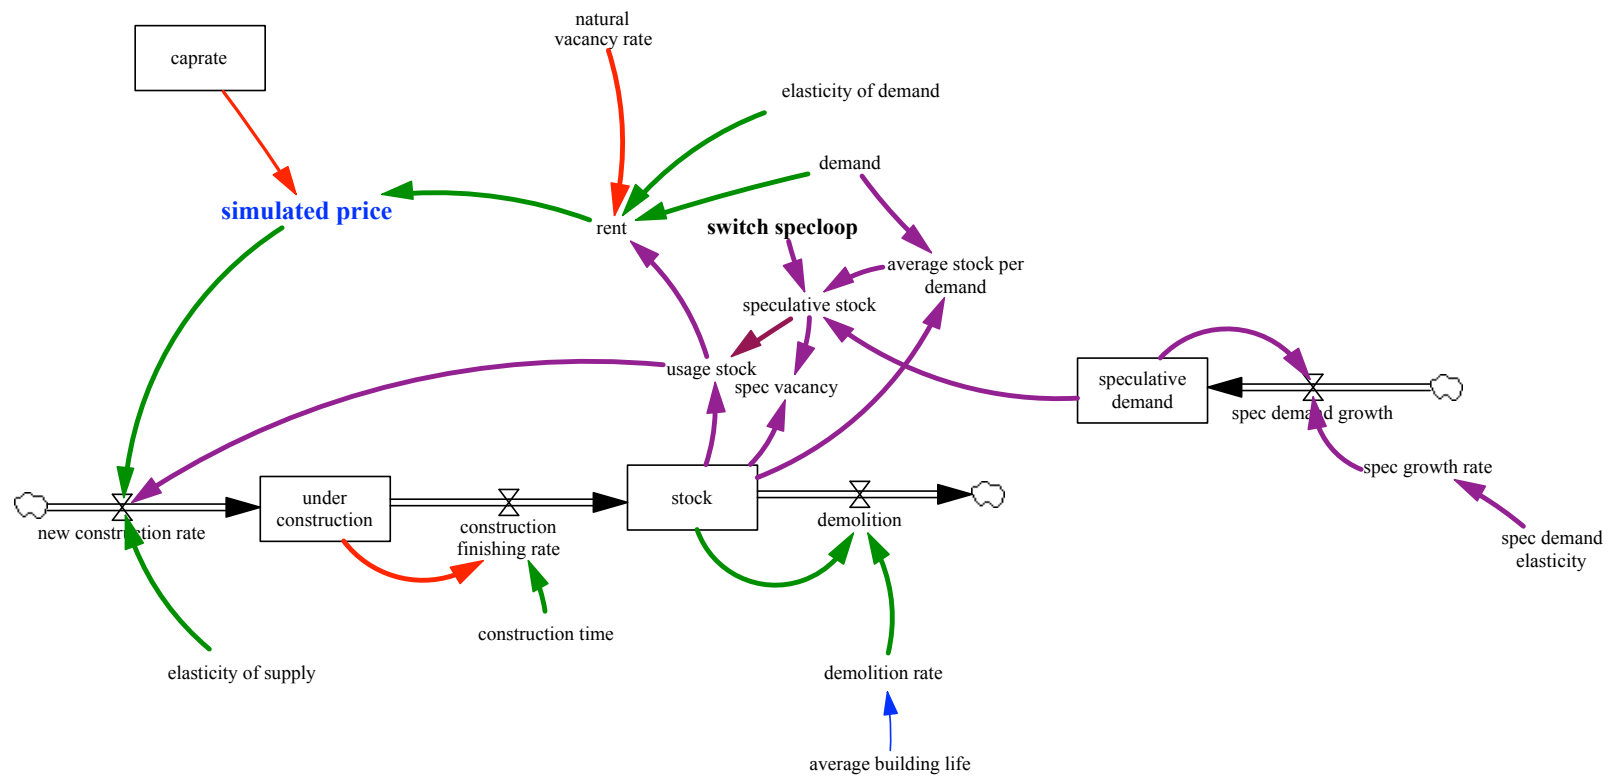 natural
vacancy rate
caprate
elasticity of demand
demand
simulated price
rent
switch specloop
average stock per
demand
speculative stock
usage stock
spec vacancy
speculative
demand
spec demand growth
spec growth rate
under
construction
stock
new construction rate
construction
finishing rate
demolition
spec demand
elasticity
construction time
elasticity of supply
demolition rate
average building life